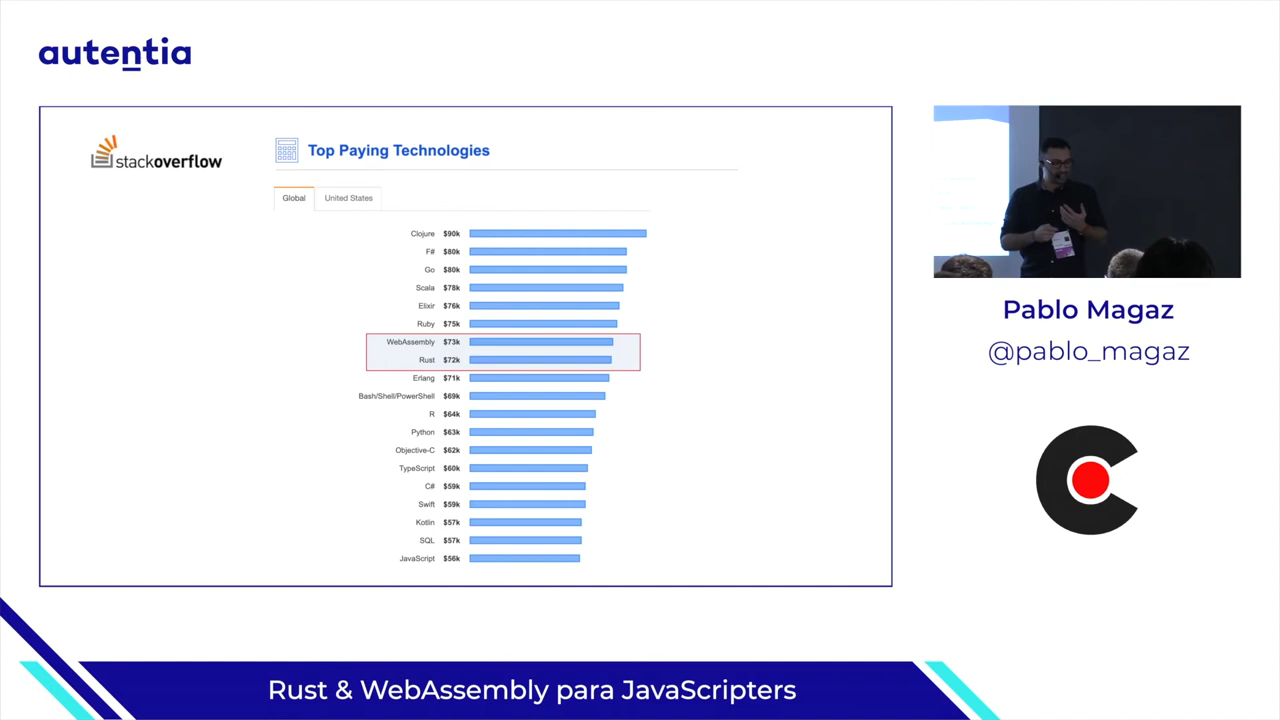 autentia
stackoverflow
Top Paying Technologies
Global
United States
Clojure $90k
F# $80k
Go $80k
Scala $78k
Elixir $76k
Ruby $75k
WebAssembly $73k
Rust $72k
Erlang $71k
Bash/Shell/PowerShell $69k
R $64k
Python $63k
Objective-C $62k
TypeScript $60k
C# $59k
Swift $59k
Kotlin $57k
SQL $57k
JavaScript $56k
Pablo Magaz
@pablo_magaz
Rust & WebAssembly para JavaScripters